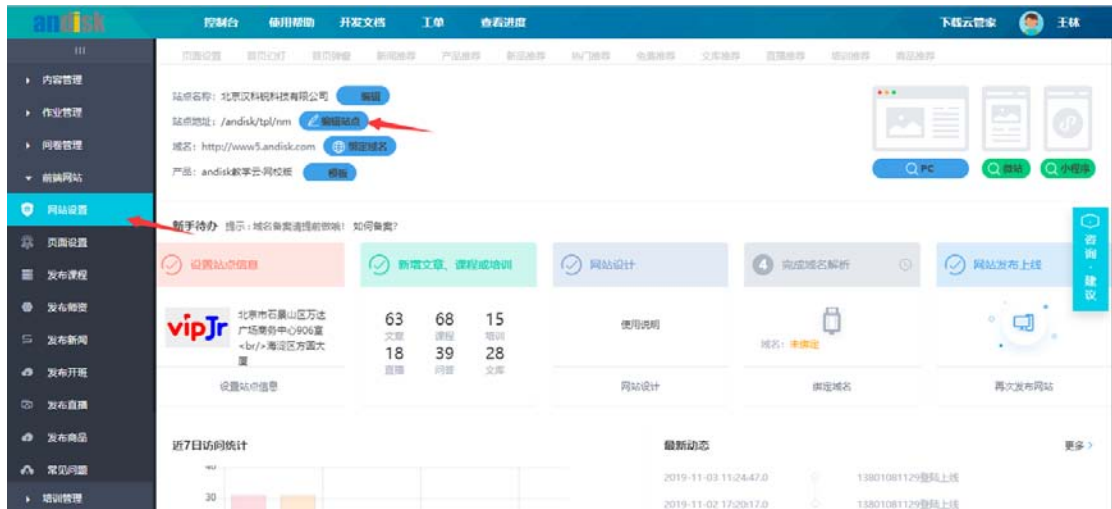 andisk
控制台 使用帮助 开发文档 工单 查看进度 下载云管家 王林
页面设置 首页幻灯 首页弹窗 新闻推荐 产品推荐 新品推荐 热门推荐 免费推荐 文库推荐 直播推荐 培训推荐 商品推荐
内容管理
作业管理
问卷管理
前端网站
网站设置
页面设置
发布课程
发布师资
发布新闻
发布开班
发布直播
发布商品
常见问题
培训管理
站点名称: 北京汉科锐科技有限公司 编辑
站点地址: /andisk/tpl/nm 编辑站点
域名: http://www5.andisk.com 绑定域名
产品: andisk教学云-网校版 模板
PC 微站 小程序
新手待办 提示:域名备案请提前做哟! 如何备案?
设置站点信息 新增文章、课程或培训 网站设计 4 完成域名解析 网站发布上线
vipJr
北京市石景山区万达
广场商务中心906室
<br/>海淀区方圆大
厦
设置站点信息
63 68 15
文章 课程 培训
18 39 28
直播 问答 文库
使用说明
网站设计
域名: 未绑定
绑定域名
再次发布网站
咨询·建议
近7日访问统计
40
30
最新动态 更多
2019-11-03 11:24:47.0 13801081129登陆上线
2019-11-02 17:20:17.0 13801081129登陆上线